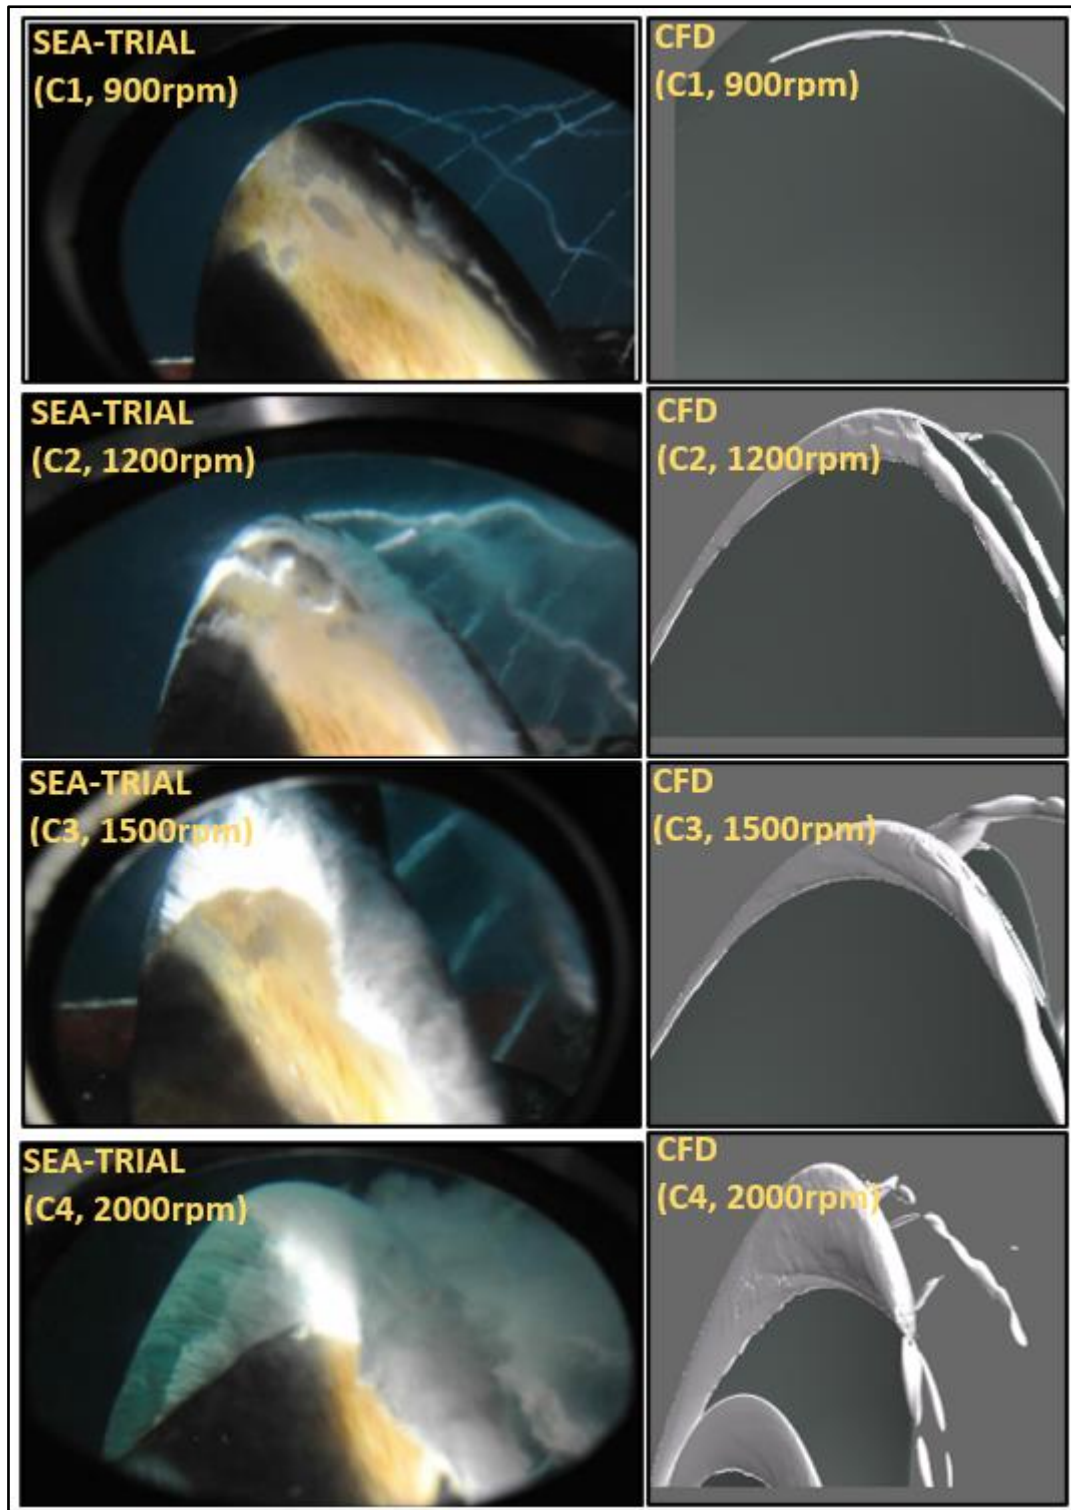 SEA-TRIAL
(C1, 900rpm)
CFD
(C1, 900rpm)
SEA-TRIAL
(C2, 1200rpm)
CFD
(C2, 1200rpm)
SEA-TRIAL
(C3, 1500rpm)
CFD
(C3, 1500rpm)
SEA-TRIAL
(C4, 2000rpm)
CFD
(C4, 2000rpm)